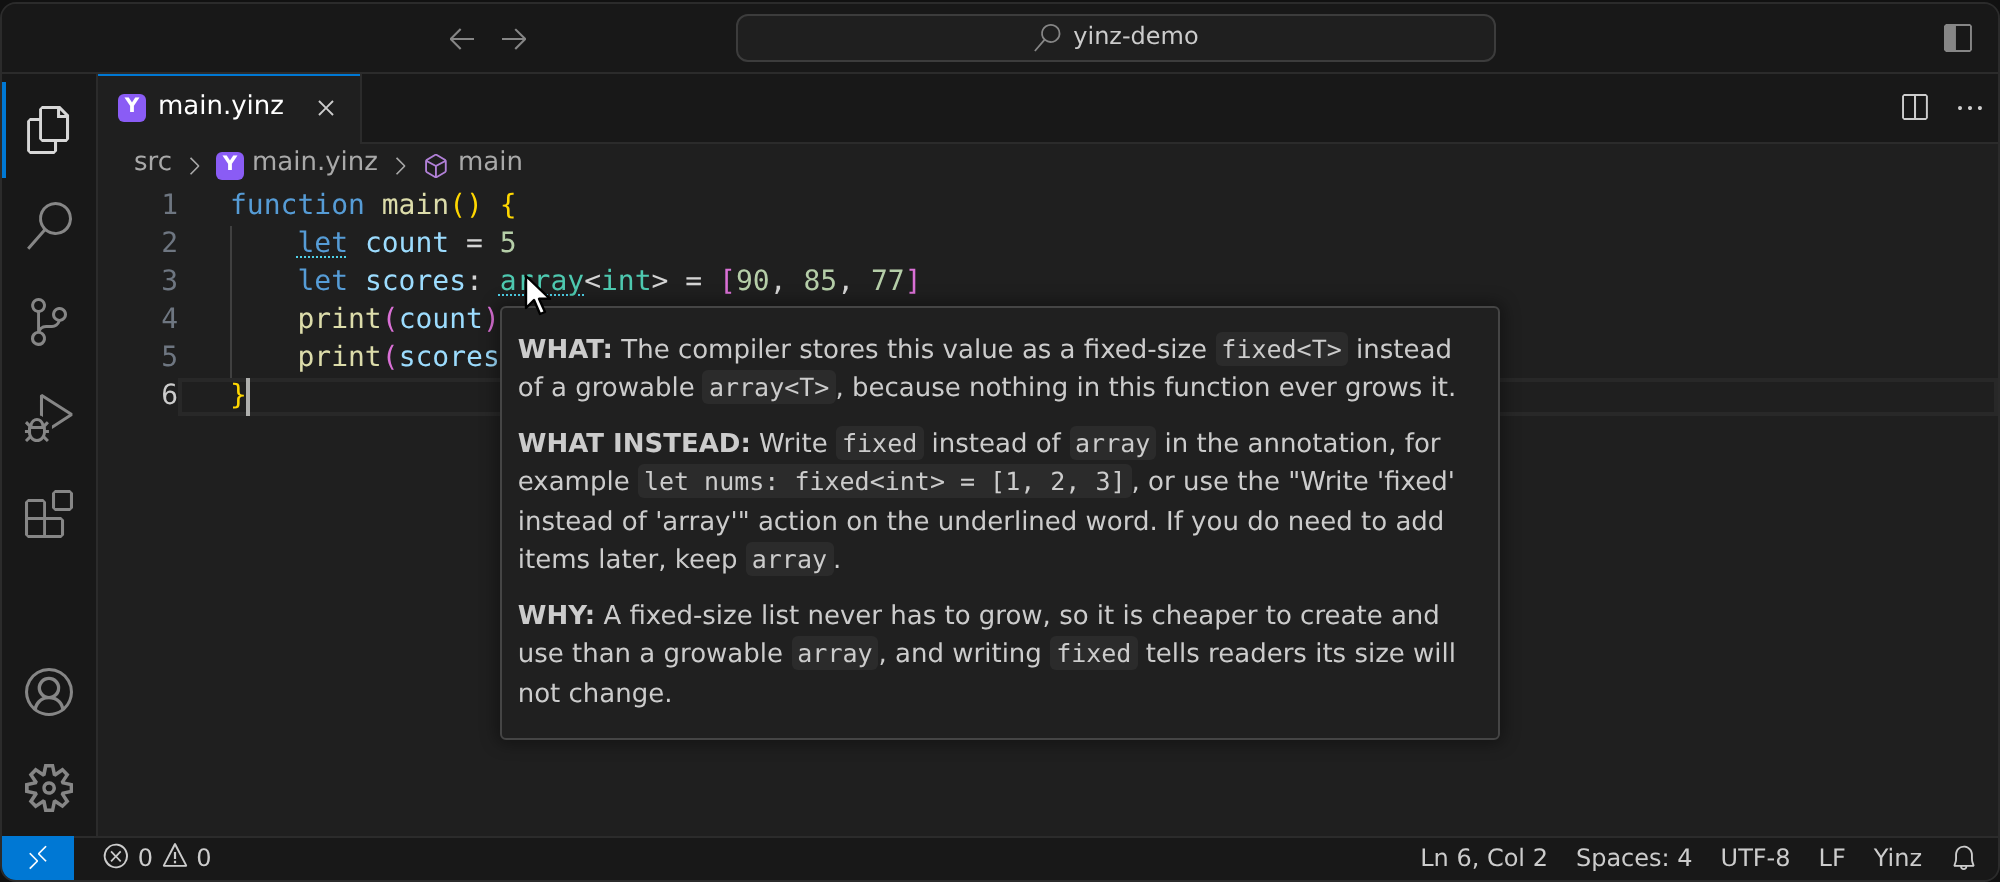 yinz-demo
Y main.yinz
src > Y main.yinz > main
1 function main() {
2 let count = 5
3 let scores: array<int> = [90, 85, 77]
4 print(count)
5 print(scores
6 }
WHAT: The compiler stores this value as a fixed-size fixed<T> instead
of a growable array<T>, because nothing in this function ever grows it.
WHAT INSTEAD: Write fixed instead of array in the annotation, for
example let nums: fixed<int> = [1, 2, 3], or use the "Write 'fixed'
instead of 'array'" action on the underlined word. If you do need to add
items later, keep array.
WHY: A fixed-size list never has to grow, so it is cheaper to create and
use than a growable array, and writing fixed tells readers its size will
not change.
0 0 Ln 6, Col 2 Spaces: 4 UTF-8 LF Yinz